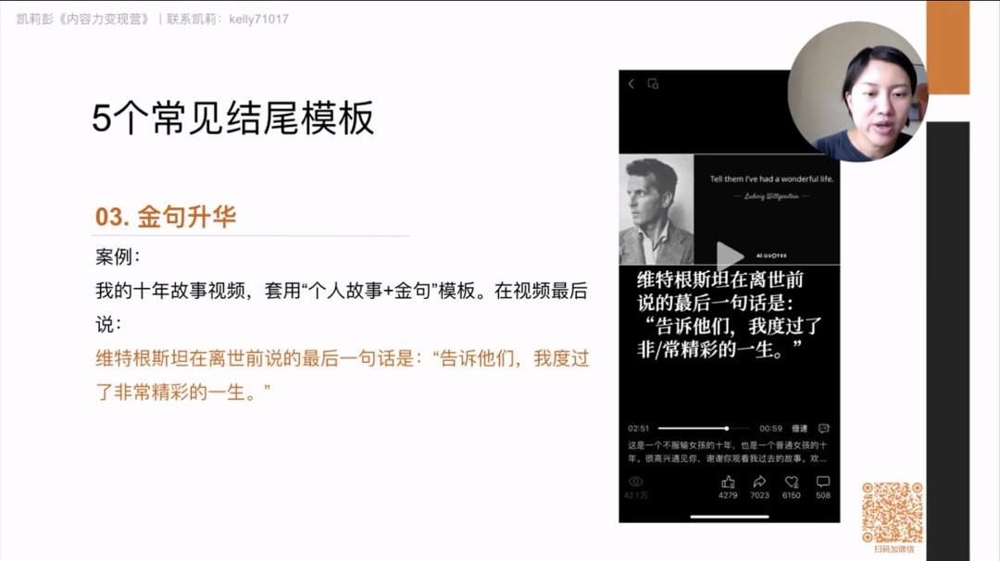 凯莉彭《内容力变现营》｜联系凯莉：kelly71017
5个常见结尾模板
03. 金句升华
案例：
我的十年故事视频，套用“个人故事+金句”模板。在视频最后
说：
维特根斯坦在离世前说的最后一句话是：“告诉他们，我度过
了非常精彩的一生。”
Tell them I've had a wonderful life.
— Ludwig Wittgenstein —
AZ QUOTES
维特根斯坦在离世前
说的最后一句话是：
“告诉他们，我度过了
非/常精彩的一生。”
02:51 00:59 倍速
这是一个不服输女孩的十年，也是一个普通女孩的十
年。很高兴遇见你，谢谢你观看我过去的故事。欢...
42.1万 4279 7023 6150 508
扫码加微信